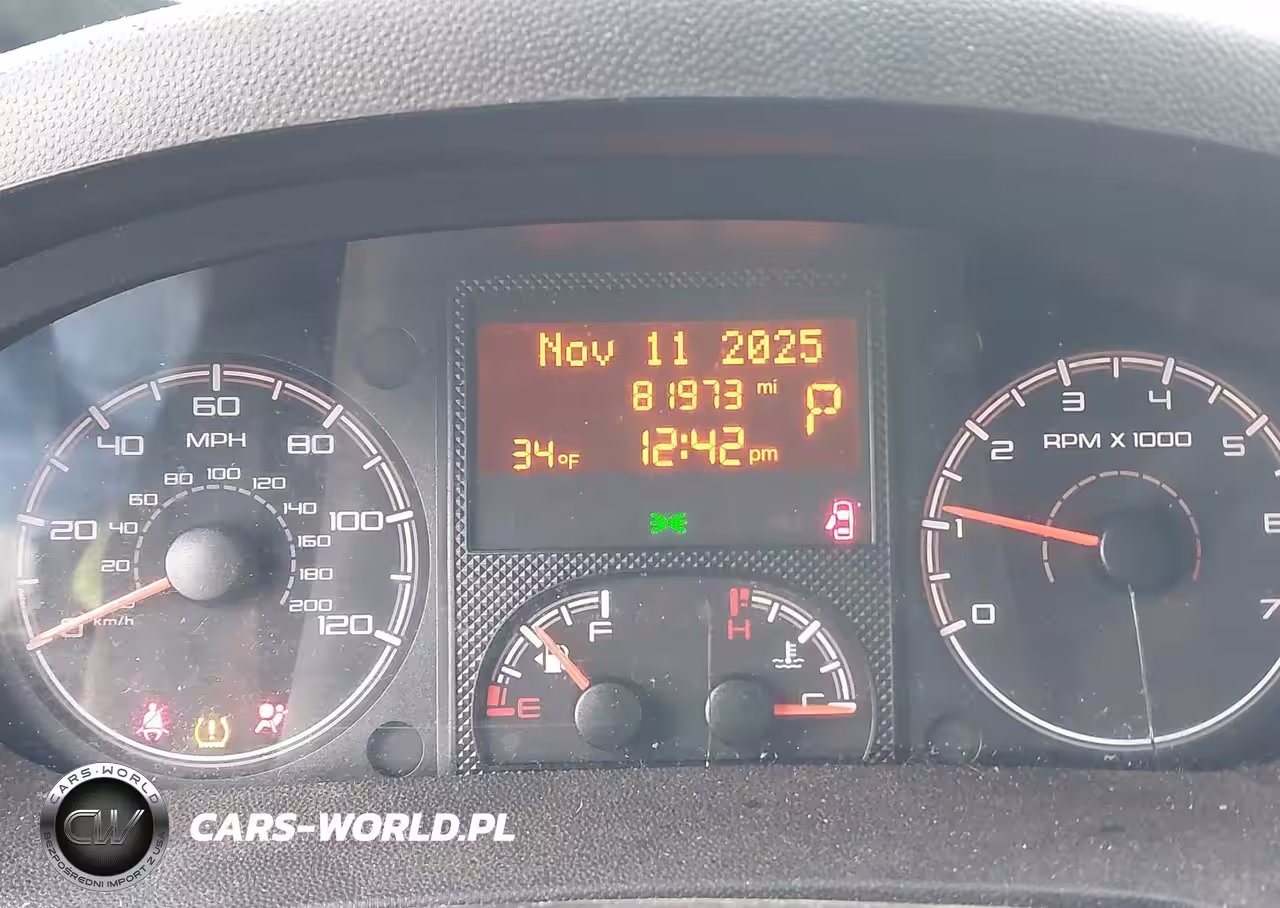 Nov 11 2025
81973 mi
P
34°F 12:42 pm
60
40
80
MPH
20
100
0
120
80 100 120
60 140
40 160
20 180
km/h 200
3 4
2 5
RPM X 1000
1
6
0
7
F
E
H
C
CARS-WORLD
CW
BEZPOŚREDNI IMPORT Z USA
CARS-WORLD.PL